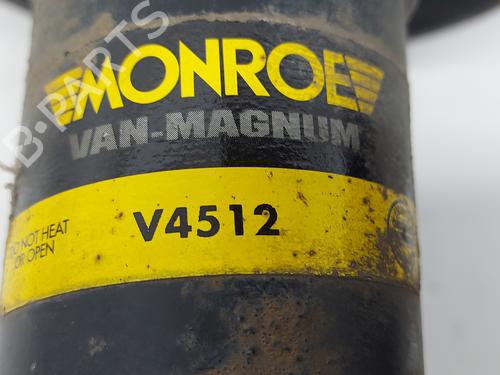 MONROE
VAN-MAGNUM
V4512
DO NOT HEAT
OR OPEN
B-PARTS